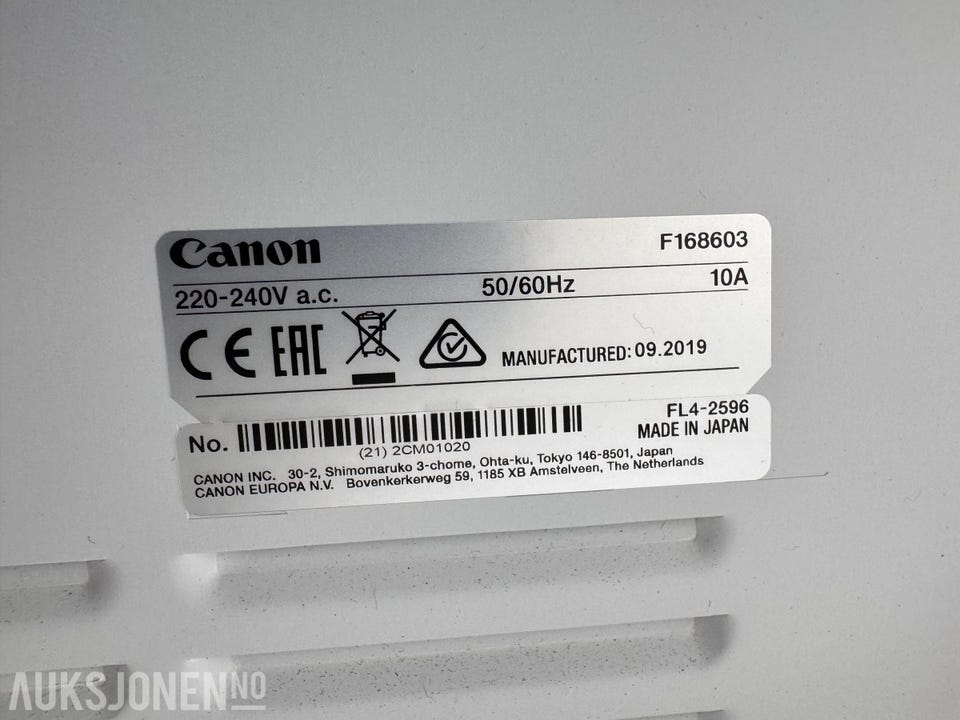 Canon F168603
220-240V a.c. 50/60Hz 10A
CE EAC MANUFACTURED: 09.2019
FL4-2596
No. MADE IN JAPAN
(21) 2CM01020
CANON INC. 30-2, Shimomaruko 3-chome, Ohta-ku, Tokyo 146-8501, Japan
CANON EUROPA N.V. Bovenkerkerweg 59, 1185 XB Amstelveen, The Netherlands
AUKSJONEN.NO